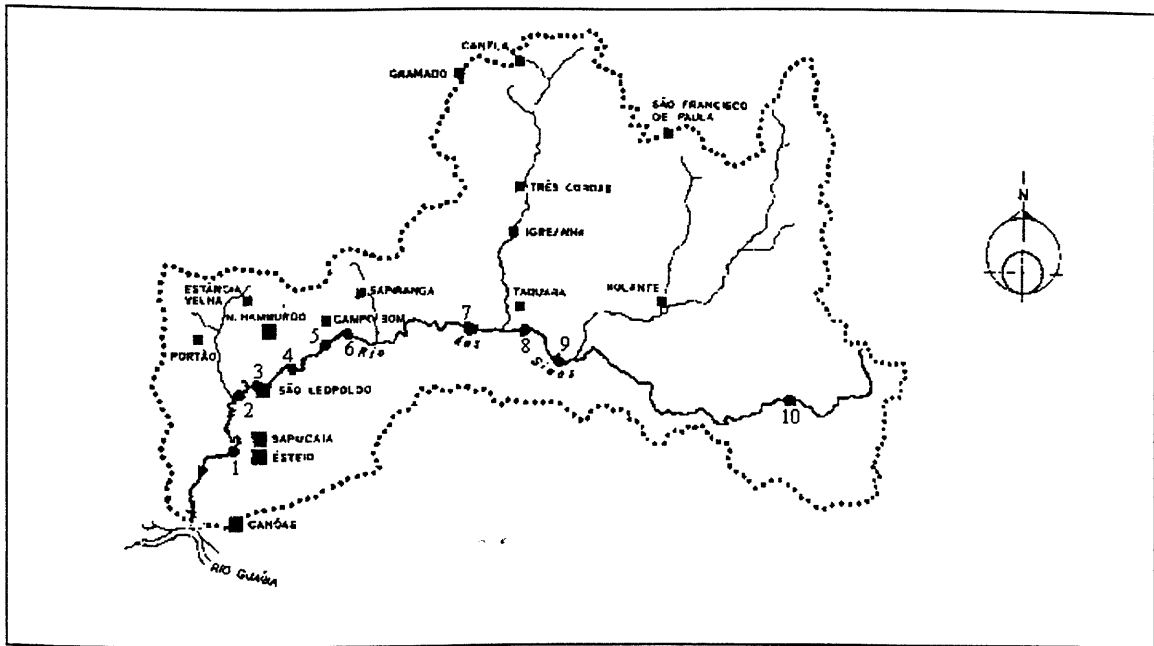 CANELA
GRAMADO
SÃO FRANCISCO
DE PAULA
N
TRÊS COROAS
IGREJINHA
ESTÂNCIA
VELHA
SAPIRANGA
TAQUARA
ROLANTE
N. HAMBURGO
CAMPO BOM
PORTÃO
7
8
9
5
6
Rio
dos
Sinos
4
3
SÃO LEOPOLDO
2
10
SAPUCAIA
1
ESTEIO
CANOAS
RIO GUAÍBA